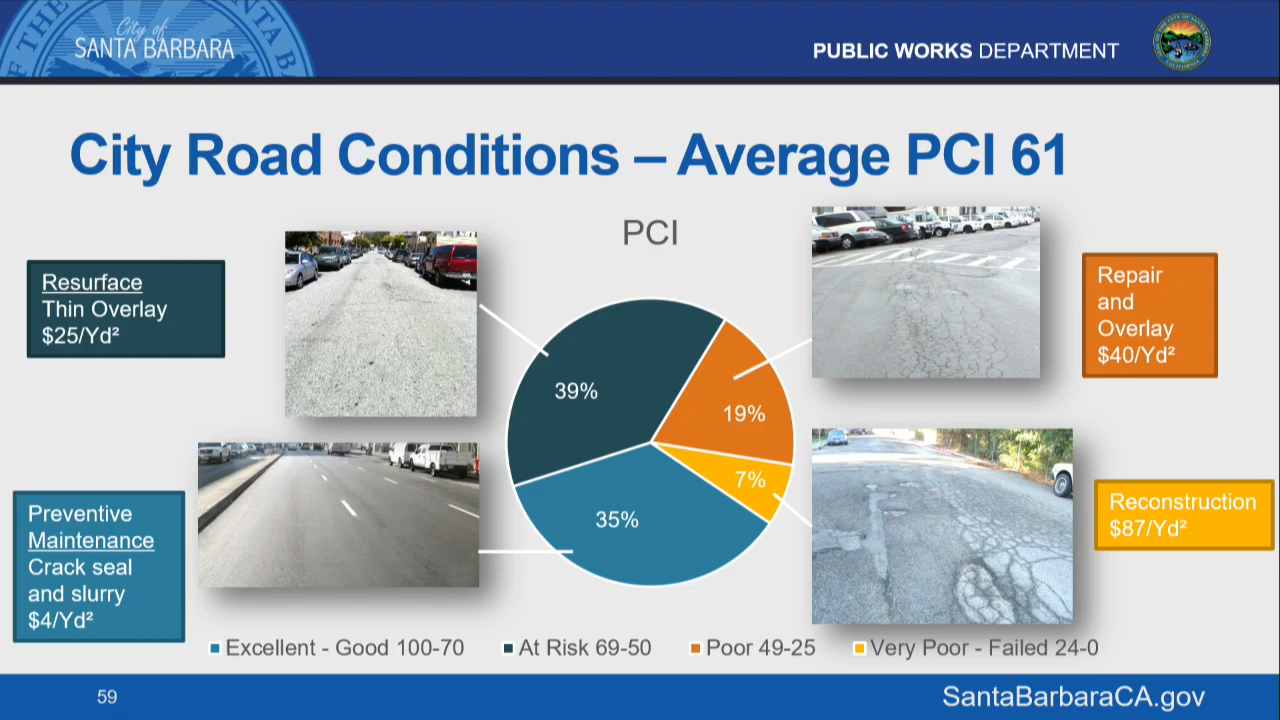 City of
SANTA BARBARA
PUBLIC WORKS DEPARTMENT
City Road Conditions – Average PCI 61
PCI
Resurface
Thin Overlay
$25/Yd²
Repair
and
Overlay
$40/Yd²
39%
19%
7%
35%
Preventive
Maintenance
Crack seal
and slurry
$4/Yd²
Reconstruction
$87/Yd²
Excellent - Good 100-70
At Risk 69-50
Poor 49-25
Very Poor - Failed 24-0
59
SantaBarbaraCA.gov